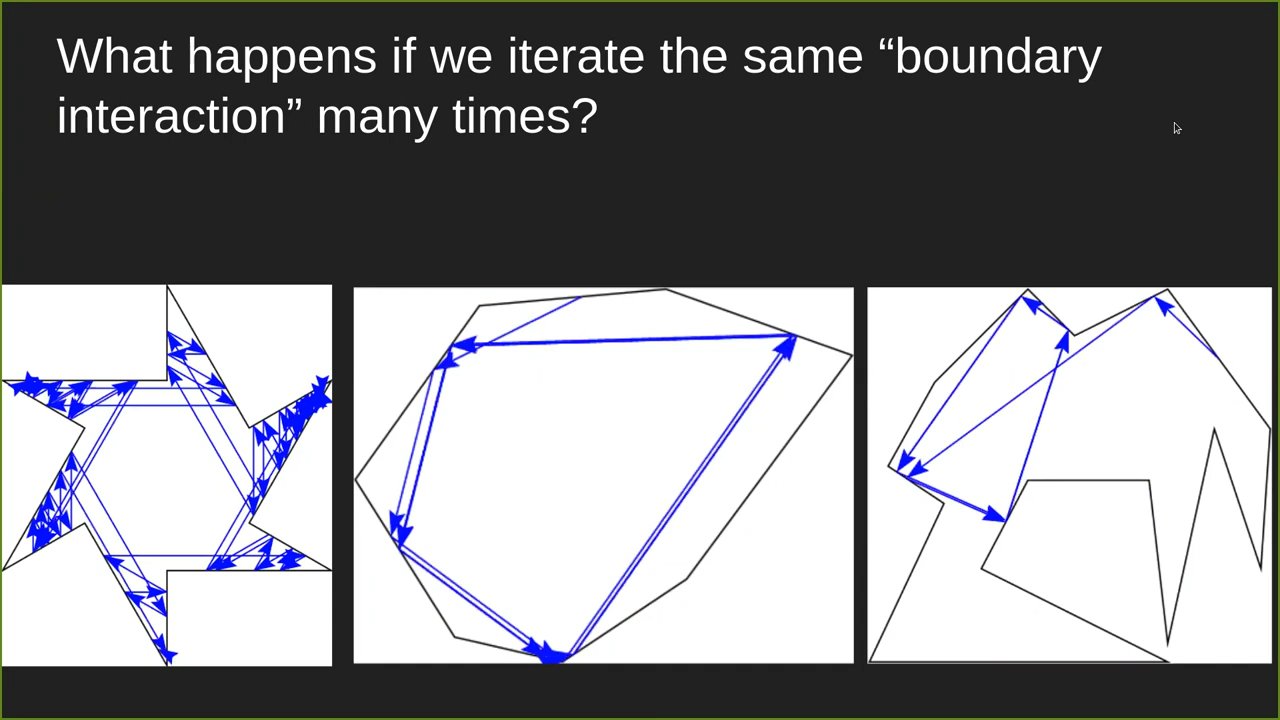 What happens if we iterate the same “boundary
interaction” many times?